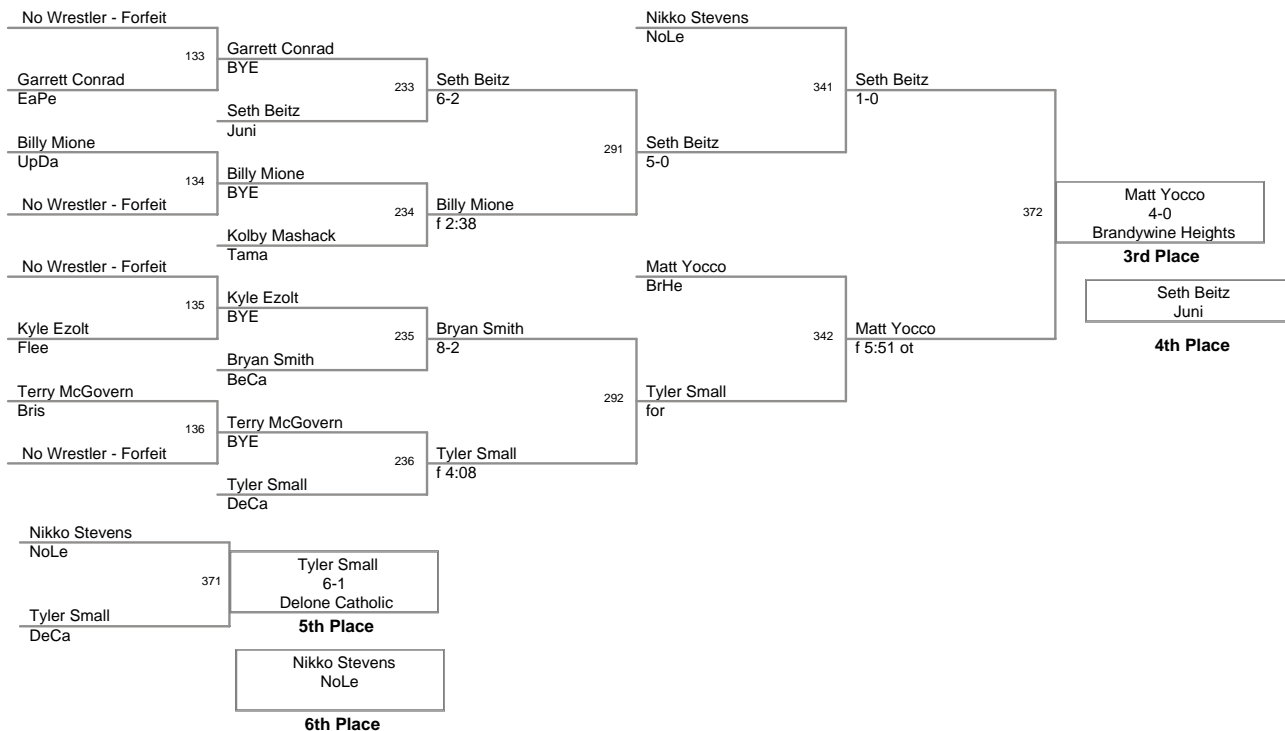 No Wrestler - Forfeit
133
Garrett Conrad
EaPe
Billy Mione
UpDa
134
No Wrestler - Forfeit
No Wrestler - Forfeit
135
Kyle Ezolt
Flee
Terry McGovern
Bris
136
No Wrestler - Forfeit
Garrett Conrad
BYE
233
Seth Beitz
Juni
Billy Mione
BYE
234
Kolby Mashack
Tama
Kyle Ezolt
BYE
235
Bryan Smith
BeCa
Terry McGovern
BYE
236
Tyler Small
DeCa
Seth Beitz
6-2
291
Billy Mione
f 2:38
Bryan Smith
8-2
292
Tyler Small
f 4:08
Nikko Stevens
NoLe
341
Seth Beitz
5-0
Matt Yocco
BrHe
342
Tyler Small
for
Seth Beitz
1-0
372
Matt Yocco
f 5:51 ot
Matt Yocco
4-0
Brandywine Heights
3rd Place
Seth Beitz
Juni
4th Place
Nikko Stevens
NoLe
371
Tyler Small
DeCa
Tyler Small
6-1
Delone Catholic
5th Place
Nikko Stevens
NoLe
6th Place